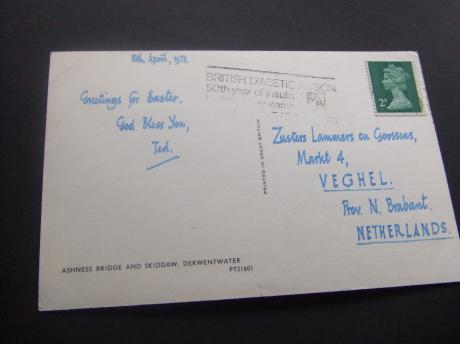 April, 1971.
BRITISH DIABETIC ASSCN.
50th year of Insulin
research
2P
Greetings for Easter.
God Bless You,
Ted.
PRINTED IN GREAT BRITAIN
Zusters Lammers en Goossens,
Markt 4,
VEGHEL.
Prov. N. Brabant.
NETHERLANDS.
ASHNESS BRIDGE AND SKIDDAW, DERWENTWATER
PT21601